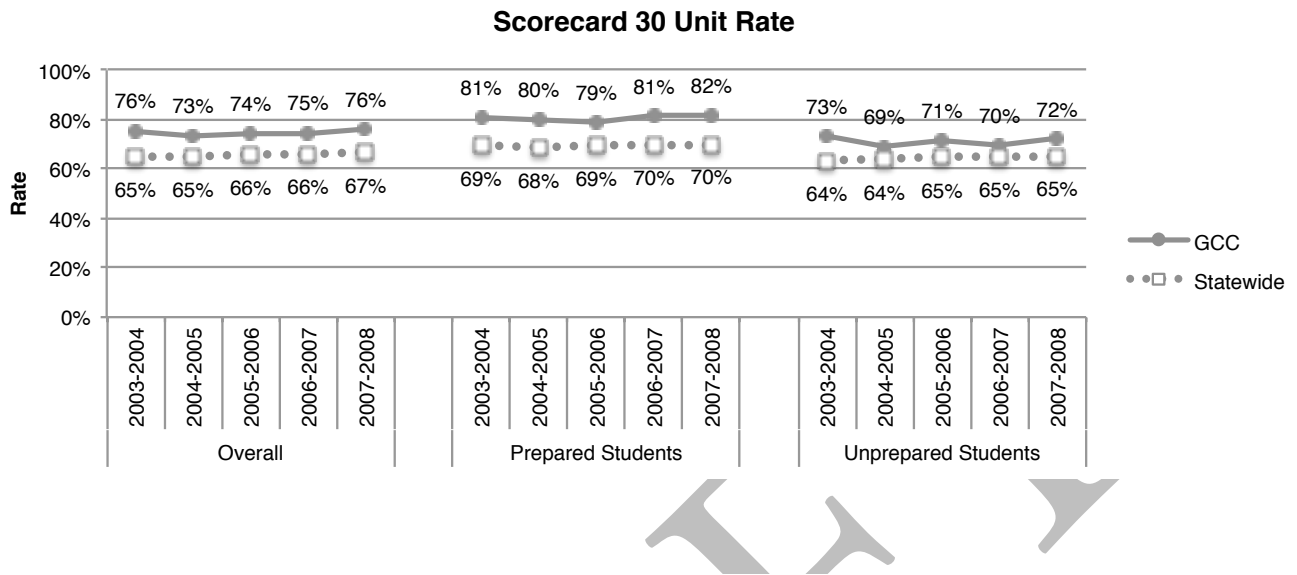 Scorecard 30 Unit Rate
100%
80%
60%
40%
20%
0%
Rate
76% 73% 74% 75% 76%
65% 65% 66% 66% 67%
81% 80% 79% 81% 82%
69% 68% 69% 70% 70%
73% 69% 71% 70% 72%
64% 64% 65% 65% 65%
GCC
Statewide
2003-2004 2004-2005 2005-2006 2006-2007 2007-2008
2003-2004 2004-2005 2005-2006 2006-2007 2007-2008
2003-2004 2004-2005 2005-2006 2006-2007 2007-2008
Overall Prepared Students Unprepared Students